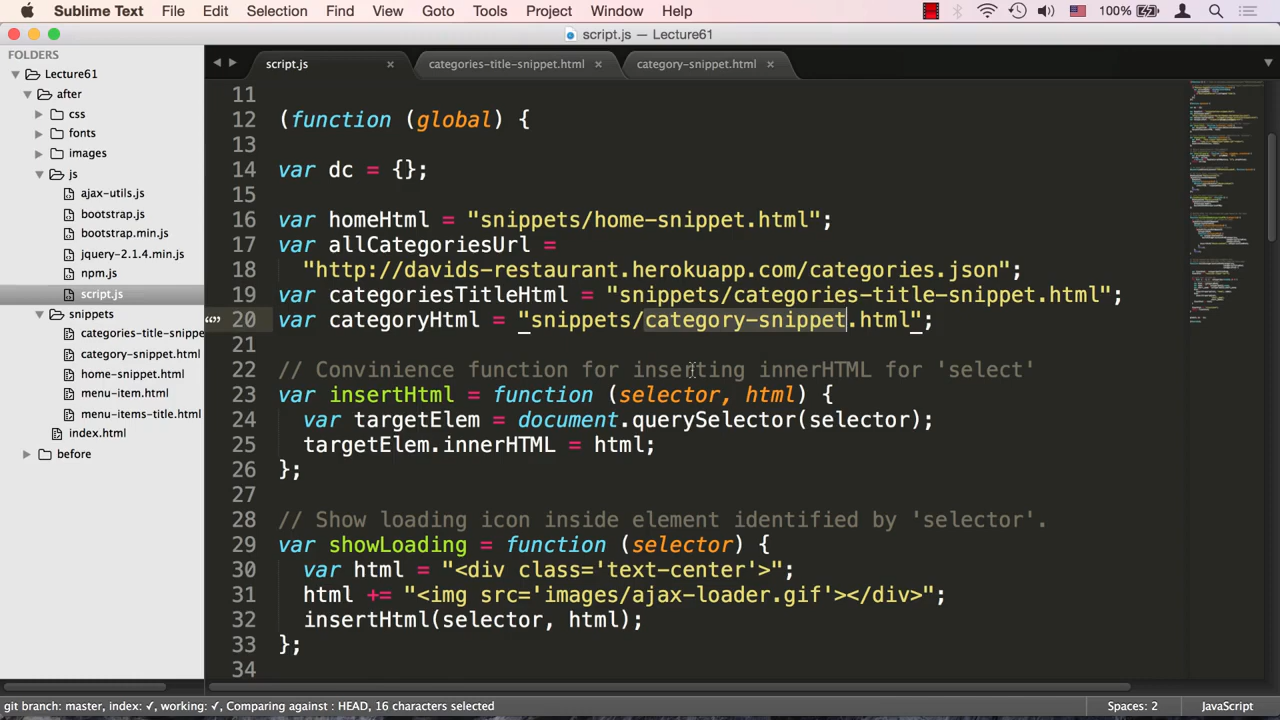 Sublime Text File Edit Selection Find View Goto Tools Project Window Help 100%
script.js — Lecture61
FOLDERS
Lecture61
after
css
fonts
images
js
ajax-utils.js
bootstrap.js
bootstrap.min.js
jquery-2.1.4.min.js
npm.js
script.js
snippets
categories-title-snippe
category-snippet.html
home-snippet.html
menu-item.html
menu-items-title.html
index.html
before
script.js × categories-title-snippet.html × category-snippet.html ×
11
12 (function (global) {
13
14 var dc = {};
15
16 var homeHtml = "snippets/home-snippet.html";
17 var allCategoriesUrl =
18 "http://davids-restaurant.herokuapp.com/categories.json";
19 var categoriesTitleHtml = "snippets/categories-title-snippet.html";
20 var categoryHtml = "snippets/category-snippet.html";
21
22 // Convinience function for inserting innerHTML for 'select'
23 var insertHtml = function (selector, html) {
24 var targetElem = document.querySelector(selector);
25 targetElem.innerHTML = html;
26 };
27
28 // Show loading icon inside element identified by 'selector'.
29 var showLoading = function (selector) {
30 var html = "<div class='text-center'>";
31 html += "<img src='images/ajax-loader.gif'></div>";
32 insertHtml(selector, html);
33 };
34
git branch: master, index: ✓, working: ✓, Comparing against : HEAD, 16 characters selected Spaces: 2 JavaScript